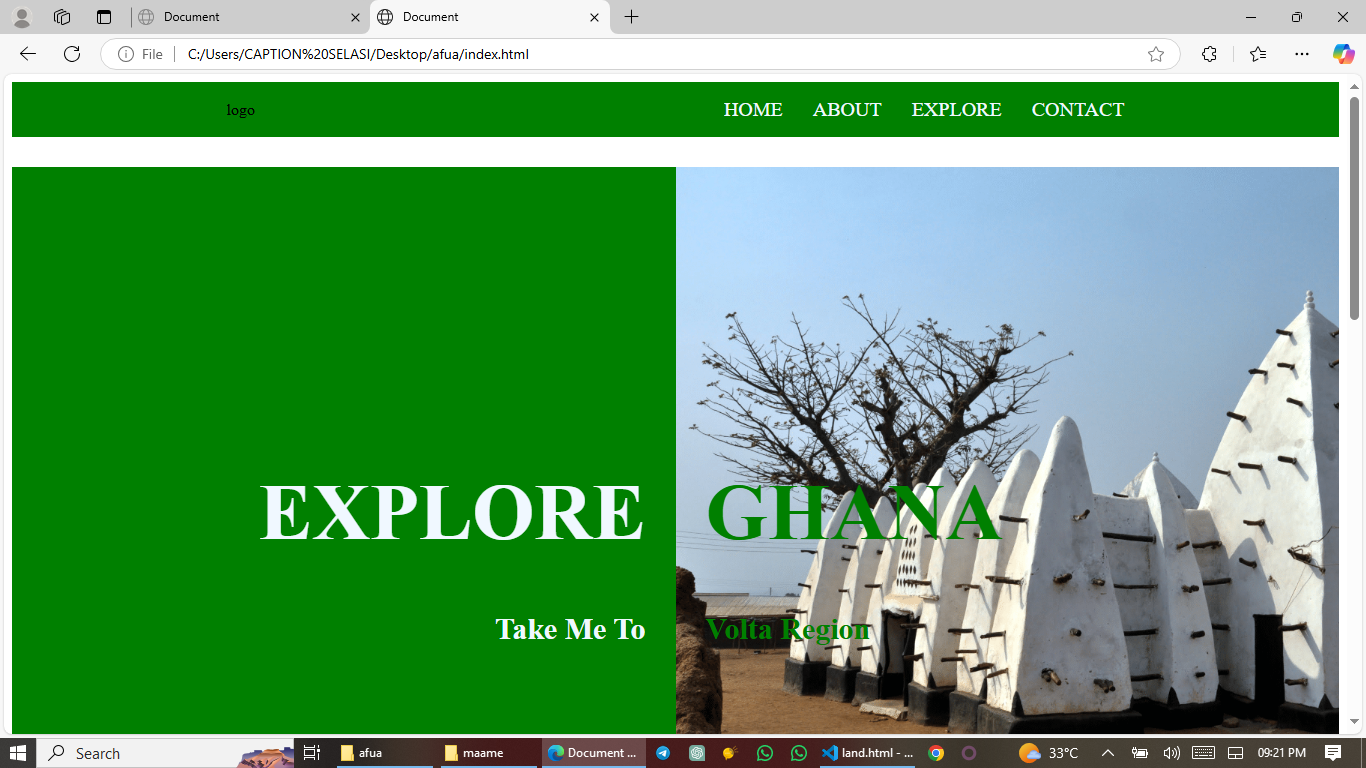 Document
Document
File
C:/Users/CAPTION%20SELASI/Desktop/afua/index.html
logo
HOME ABOUT EXPLORE CONTACT
EXPLORE GHANA
Take Me To Volta Region
Search
afua
maame
Document ...
land.html - ...
33°C
09:21 PM